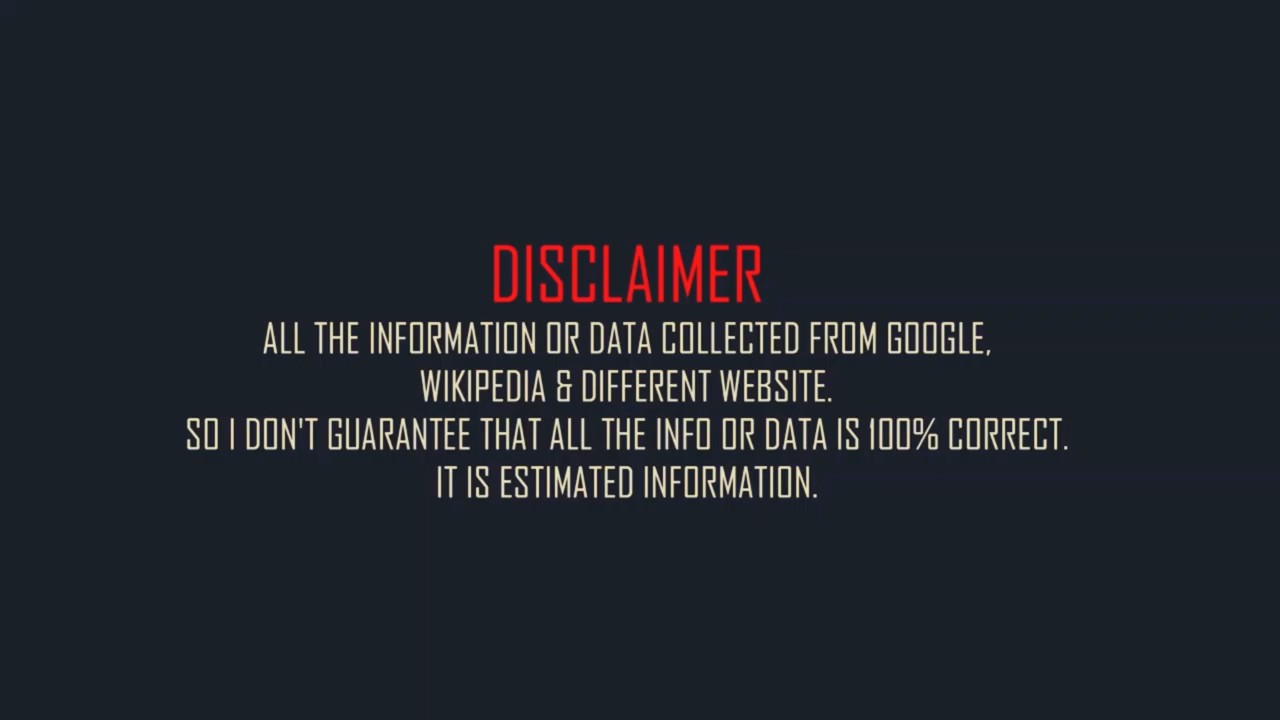 DISCLAIMER
ALL THE INFORMATION OR DATA COLLECTED FROM GOOGLE,
WIKIPEDIA & DIFFERENT WEBSITE.
SO I DON'T GUARANTEE THAT ALL THE INFO OR DATA IS 100% CORRECT.
IT IS ESTIMATED INFORMATION.